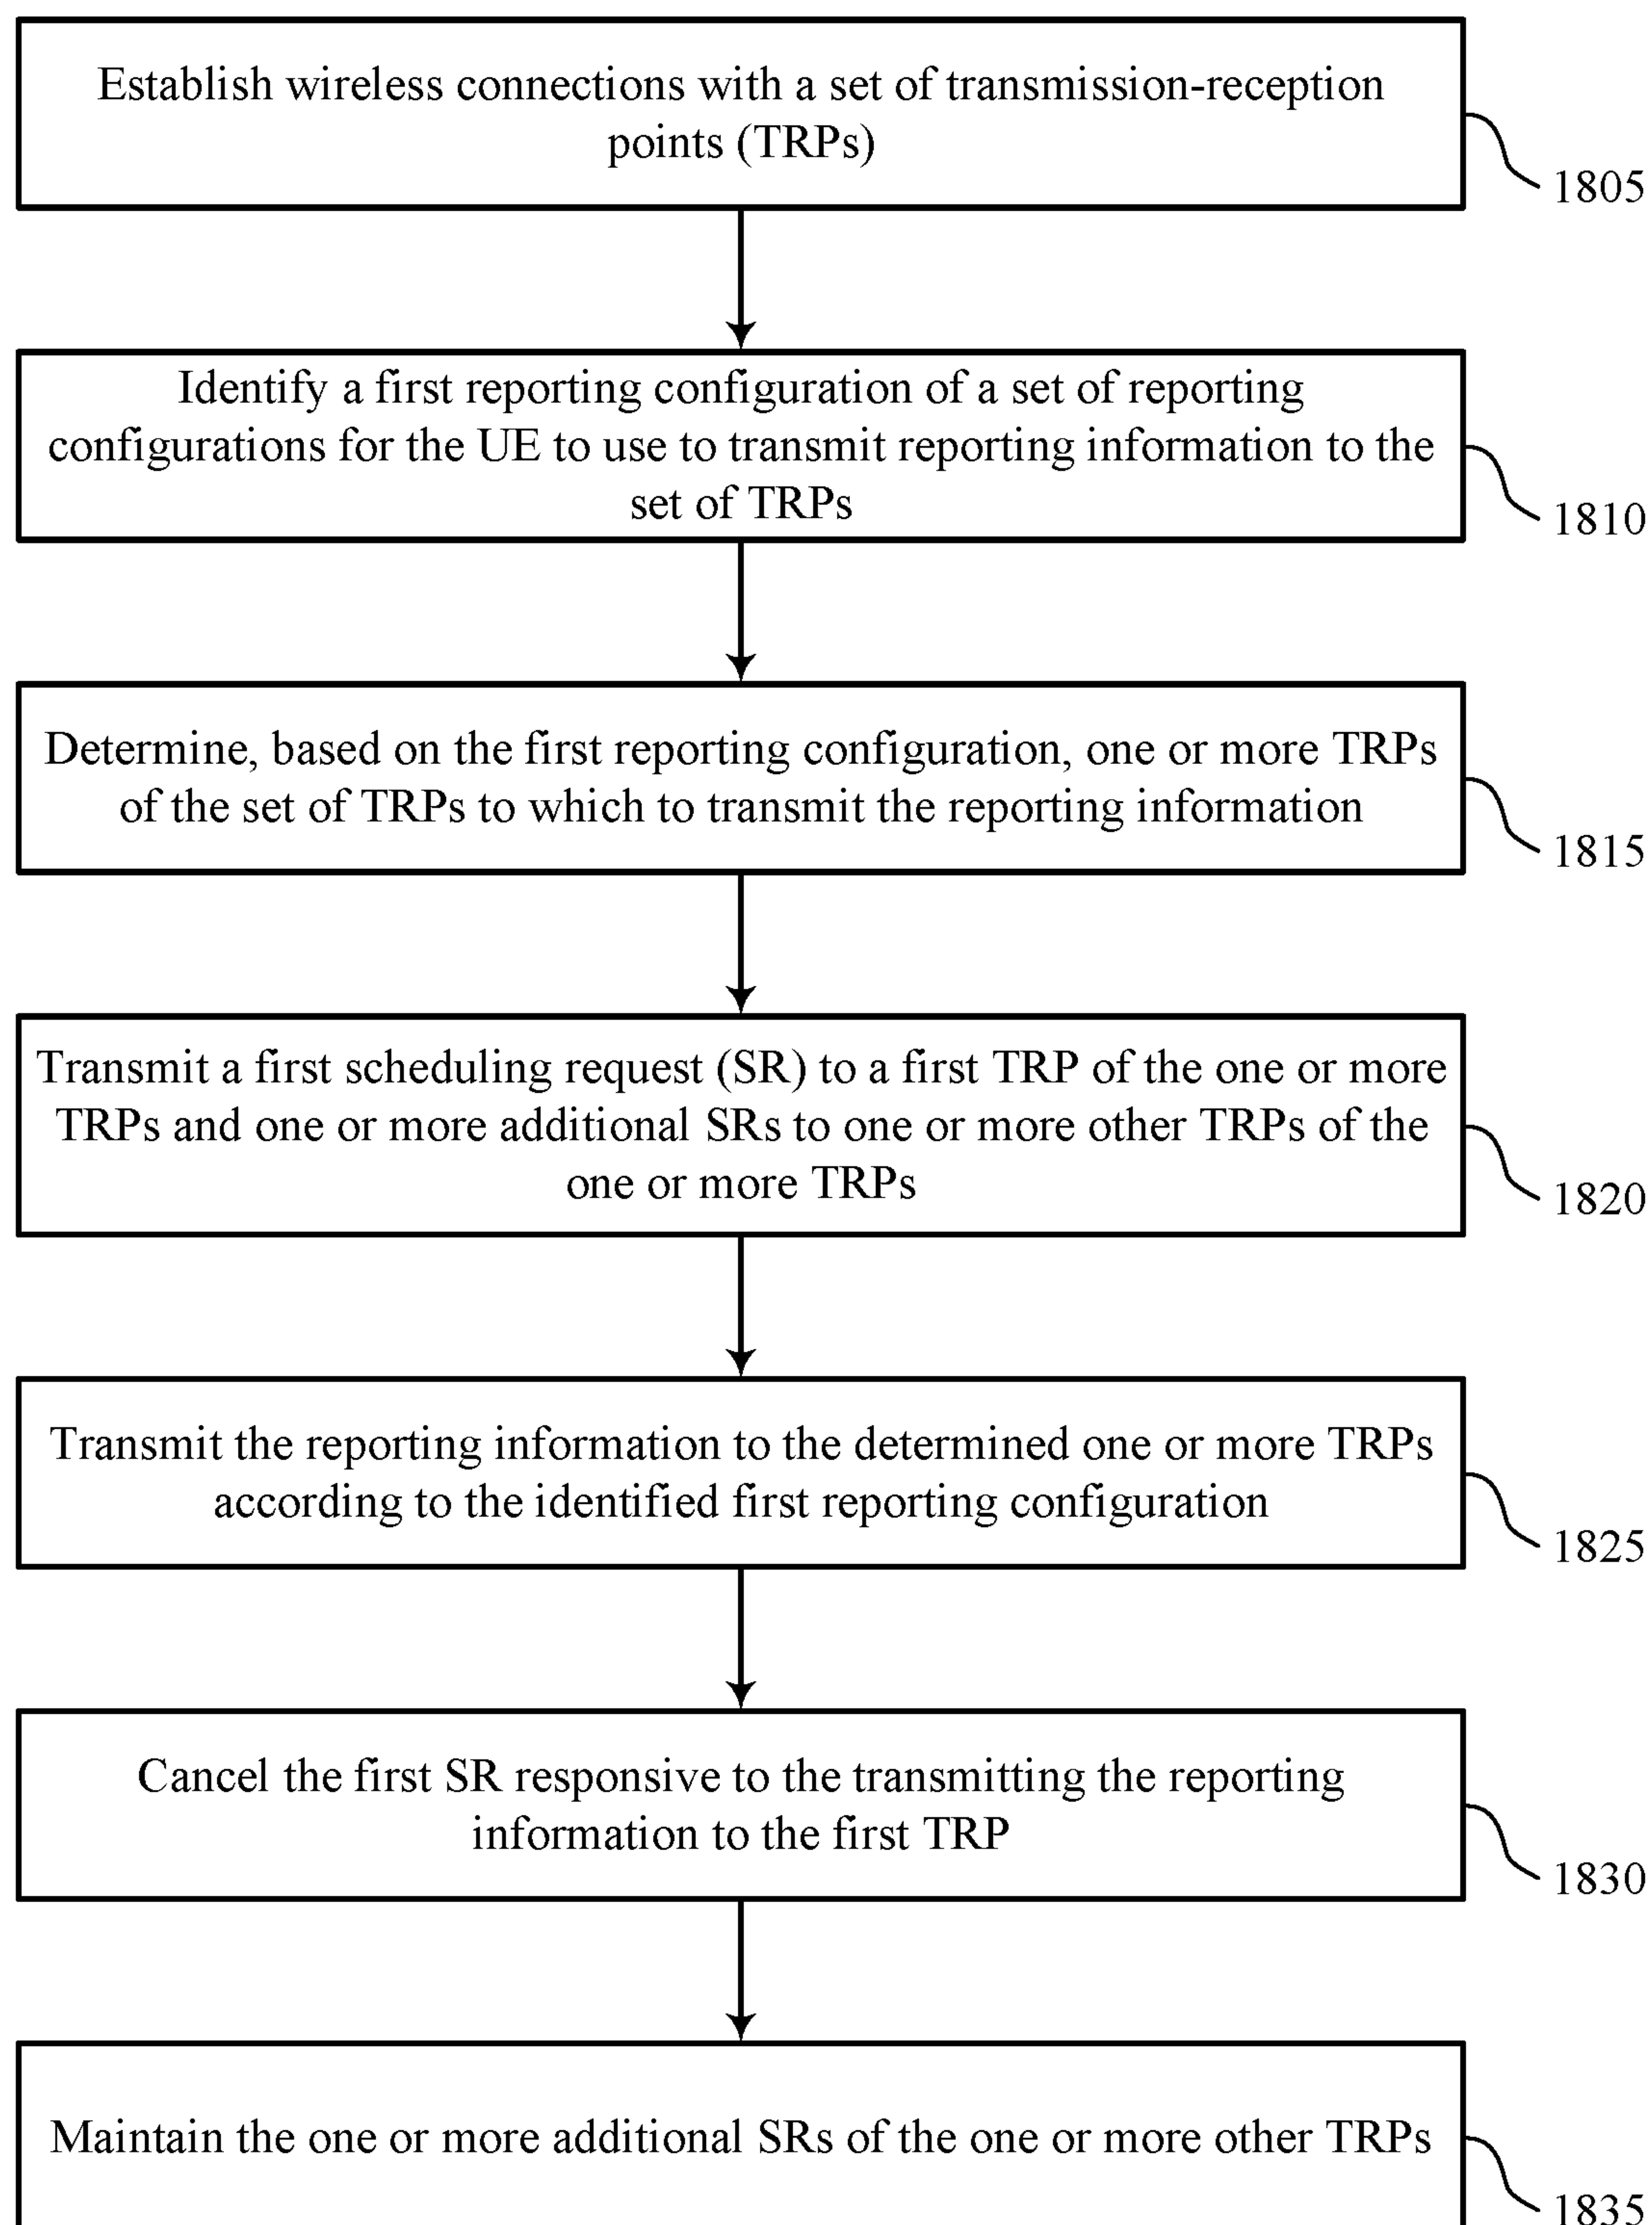 Establish wireless connections with a set of transmission-reception
points (TRPs)
1805
Identify a first reporting configuration of a set of reporting
configurations for the UE to use to transmit reporting information to the
set of TRPs
1810
Determine, based on the first reporting configuration, one or more TRPs
of the set of TRPs to which to transmit the reporting information
1815
Transmit a first scheduling request (SR) to a first TRP of the one or more
TRPs and one or more additional SRs to one or more other TRPs of the
one or more TRPs
1820
Transmit the reporting information to the determined one or more TRPs
according to the identified first reporting configuration
1825
Cancel the first SR responsive to the transmitting the reporting
information to the first TRP
1830
Maintain the one or more additional SRs of the one or more other TRPs
1835